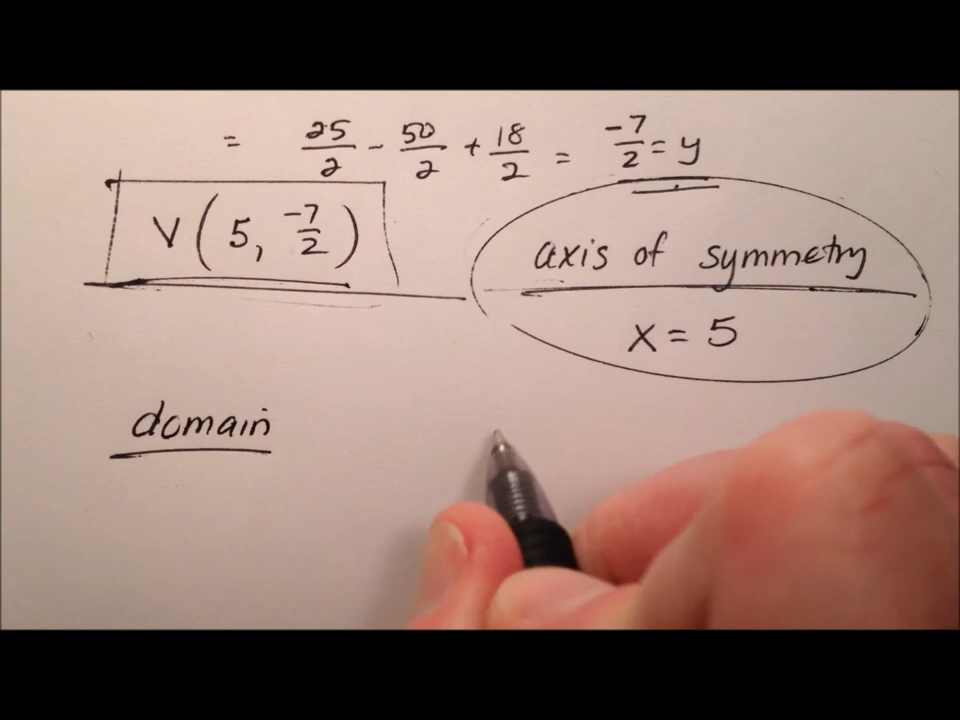 = 25/2 - 50/2 + 18/2 = -7/2 = y
V(5, -7/2)
axis of symmetry
x = 5
domain